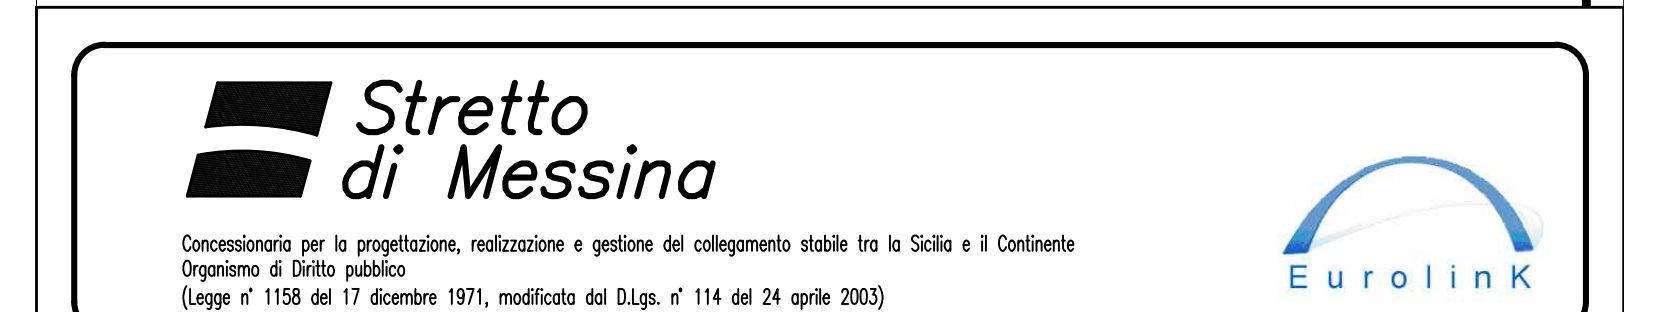 Stretto
di Messina
Concessionaria per la progettazione, realizzazione e gestione del collegamento stabile tra la Sicilia e il Continente
Organismo di Diritto pubblico
(Legge n° 1158 del 17 dicembre 1971, modificata dal D.Lgs. n° 114 del 24 aprile 2003)
EurolinK